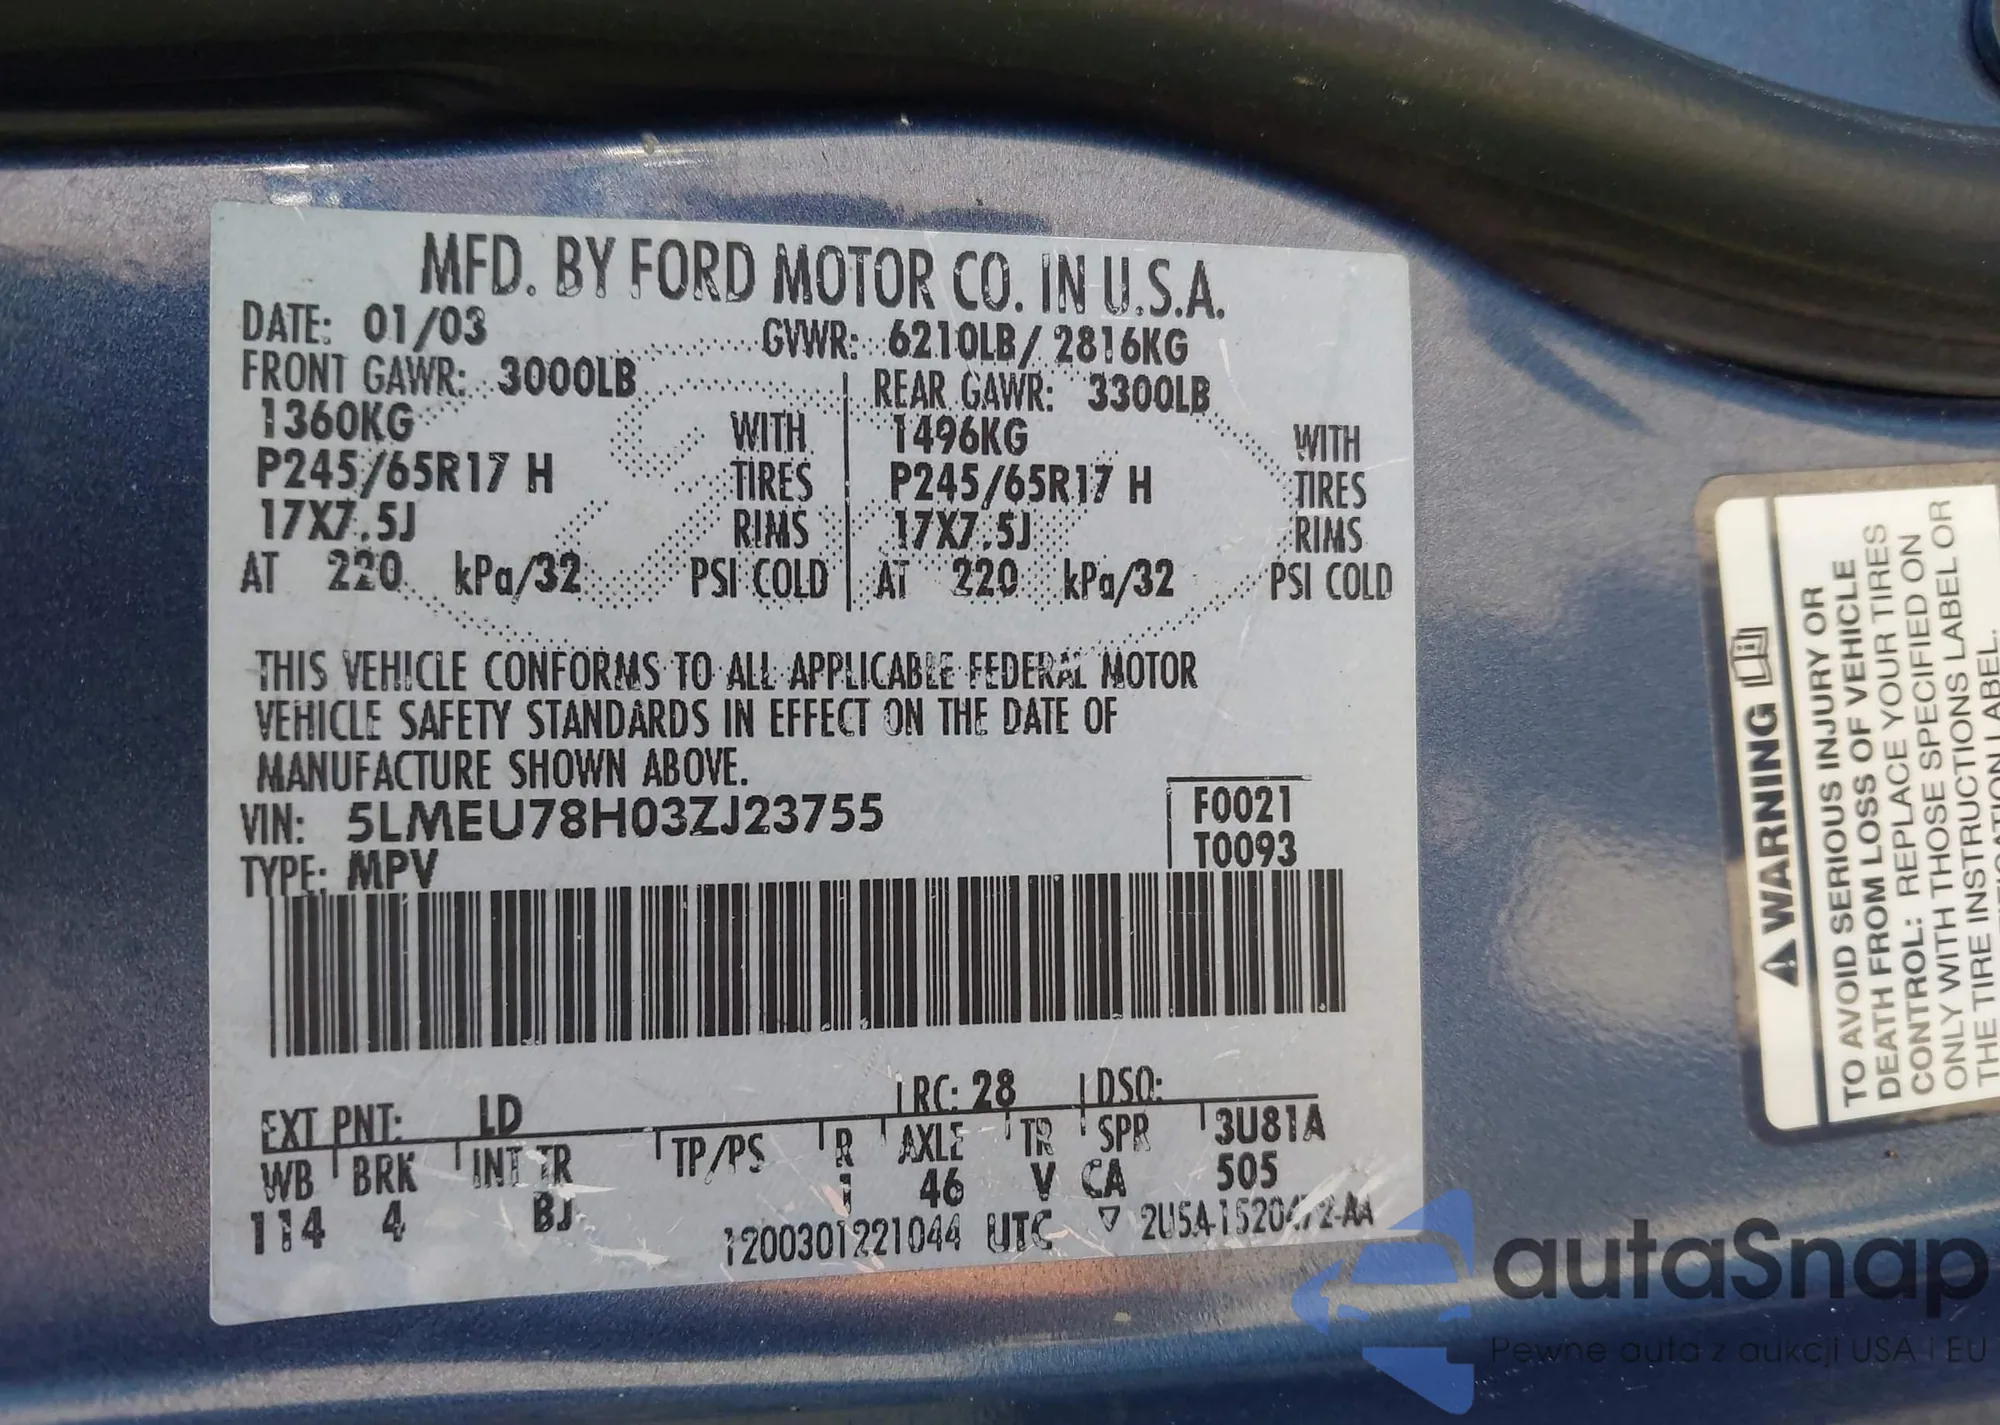 MFD. BY FORD MOTOR CO. IN U.S.A.
DATE: 01/03 GVWR: 6210LB/ 2816KG
FRONT GAWR: 3000LB REAR GAWR: 3300LB
1360KG WITH 1496KG WITH
P245/65R17 H TIRES P245/65R17 H TIRES
17X7.5J RIMS 17X7.5J RIMS
AT 220 kPa/32 PSI COLD AT 220 kPa/32 PSI COLD
THIS VEHICLE CONFORMS TO ALL APPLICABLE FEDERAL MOTOR
VEHICLE SAFETY STANDARDS IN EFFECT ON THE DATE OF
MANUFACTURE SHOWN ABOVE.
VIN: 5LMEU78H03ZJ23755 F0021
TYPE: MPV T0093
EXT PNT: LD RC: 28 DSO:
WB BRK INT TR TP/PS R AXLE TR SPR 3U81A
114 4 BJ 1 46 V CA 505
1200301221044 UTC 2U5A-1520472-AA
WARNING
TO AVOID SERIOUS INJURY OR
DEATH FROM LOSS OF VEHICLE
CONTROL: REPLACE YOUR TIRES
ONLY WITH THOSE SPECIFIED ON
THE TIRE INSTRUCTIONS LABEL OR
LABEL.
autaSnap
Pewne auta z aukcji USA i EU